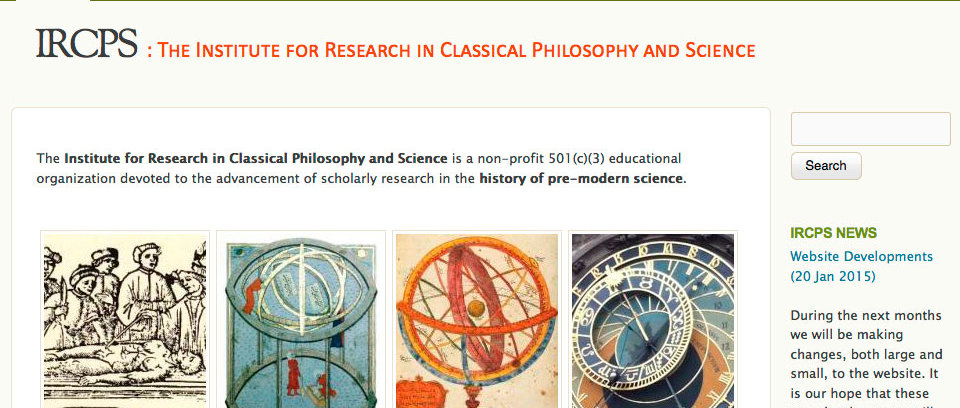 IRCPS : The Institute for Research in Classical Philosophy and Science
The Institute for Research in Classical Philosophy and Science is a non-profit 501(c)(3) educational
organization devoted to the advancement of scholarly research in the history of pre-modern science.
Search
IRCPS NEWS
Website Developments
(20 Jan 2015)
During the next months
we will be making
changes, both large and
small, to the website. It
is our hope that these